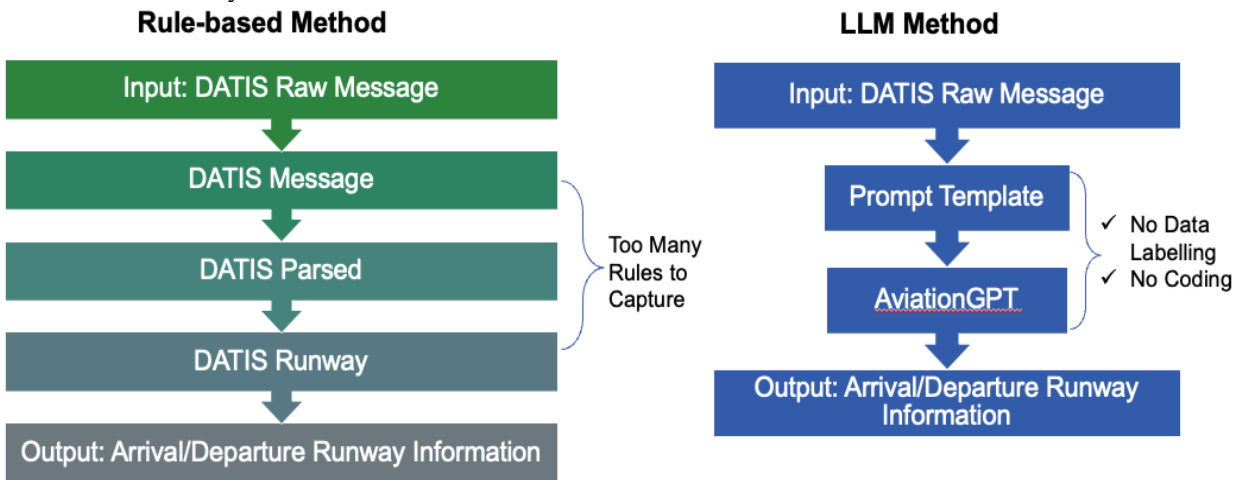 Rule-based Method
Input: DATIS Raw Message
DATIS Message
DATIS Parsed
DATIS Runway
Output: Arrival/Departure Runway Information
Too Many
Rules to
Capture
LLM Method
Input: DATIS Raw Message
Prompt Template
AviationGPT
Output: Arrival/Departure Runway
Information
✓ No Data
Labelling
✓ No Coding